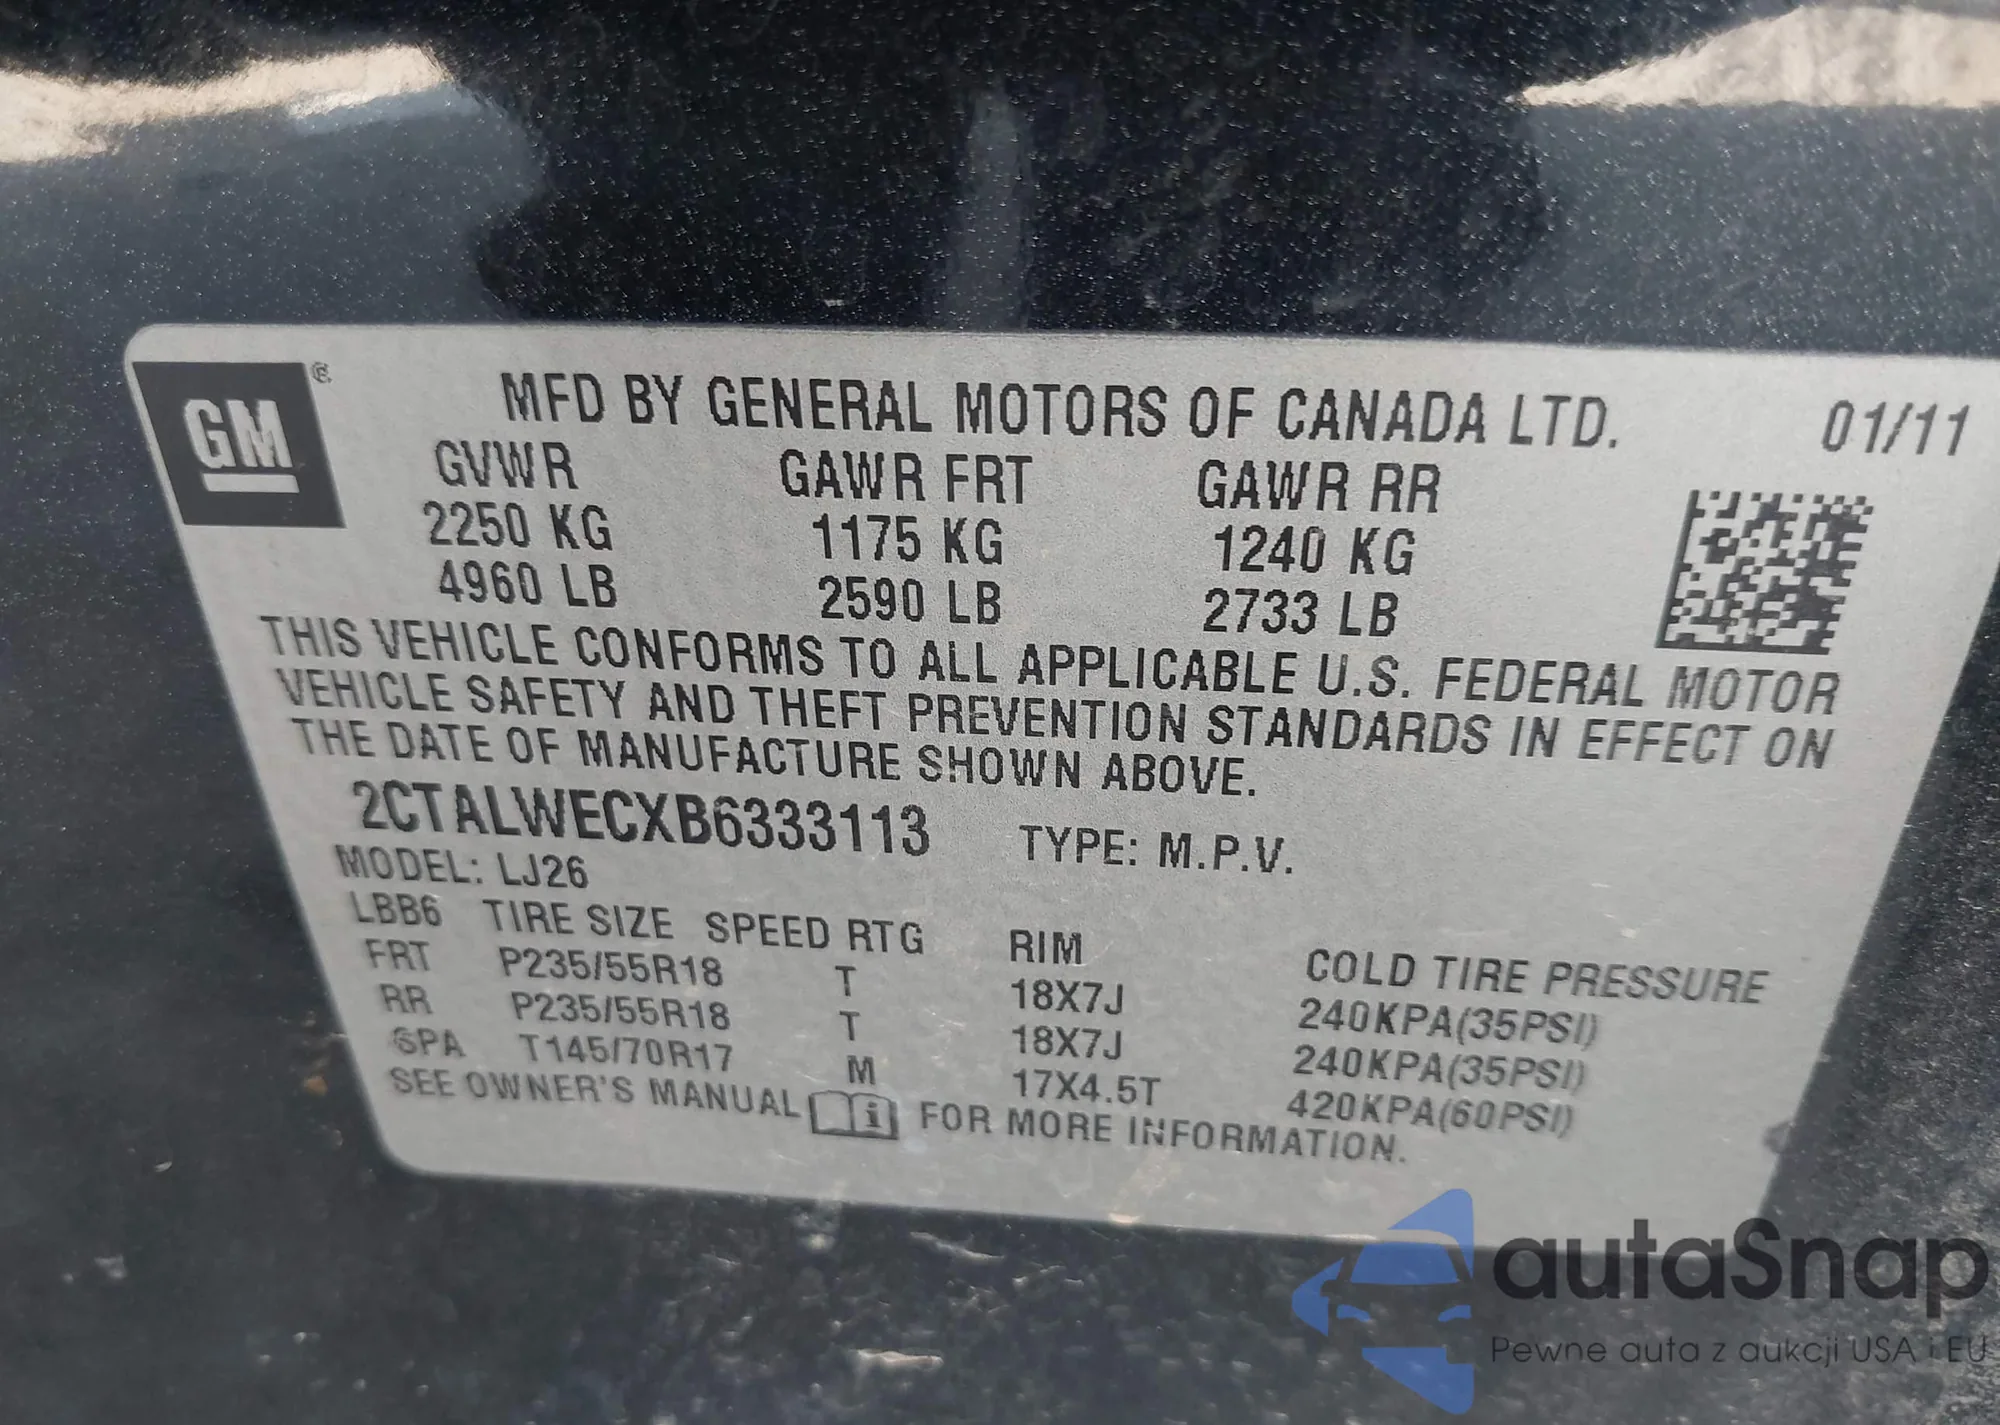 GM ®
MFD BY GENERAL MOTORS OF CANADA LTD. 01/11
GVWR GAWR FRT GAWR RR
2250 KG 1175 KG 1240 KG
4960 LB 2590 LB 2733 LB
THIS VEHICLE CONFORMS TO ALL APPLICABLE U.S. FEDERAL MOTOR
VEHICLE SAFETY AND THEFT PREVENTION STANDARDS IN EFFECT ON
THE DATE OF MANUFACTURE SHOWN ABOVE.
2CTALWECXB6333113 TYPE: M.P.V.
MODEL: LJ26
LBB6 TIRE SIZE SPEED RTG RIM COLD TIRE PRESSURE
FRT P235/55R18 T 18X7J 240KPA(35PSI)
RR P235/55R18 T 18X7J 240KPA(35PSI)
SPA T145/70R17 M 17X4.5T 420KPA(60PSI)
SEE OWNER'S MANUAL i FOR MORE INFORMATION.
autaSnap
Pewne auta z aukcji USA i EU